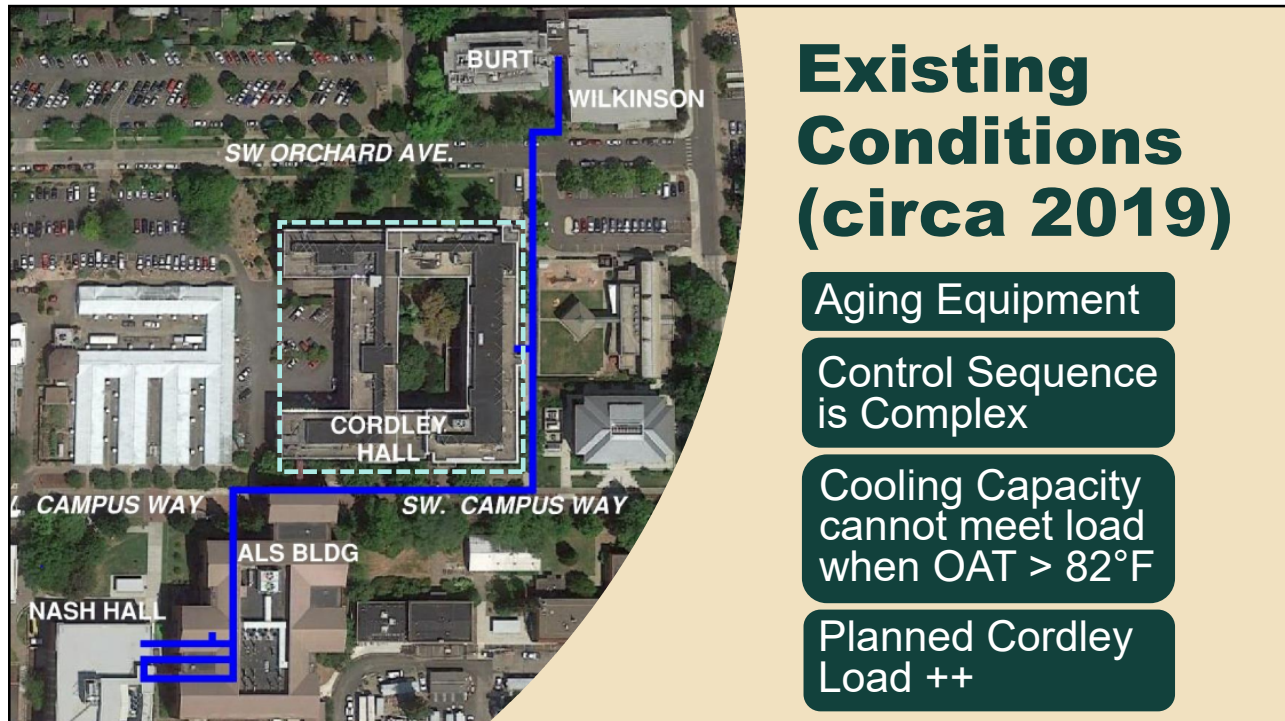 BURT
WILKINSON
SW ORCHARD AVE.
CORDLEY
HALL
CAMPUS WAY
SW. CAMPUS WAY
ALS BLDG
NASH HALL
Existing
Conditions
(circa 2019)
Aging Equipment
Control Sequence
is Complex
Cooling Capacity
cannot meet load
when OAT > 82°F
Planned Cordley
Load ++